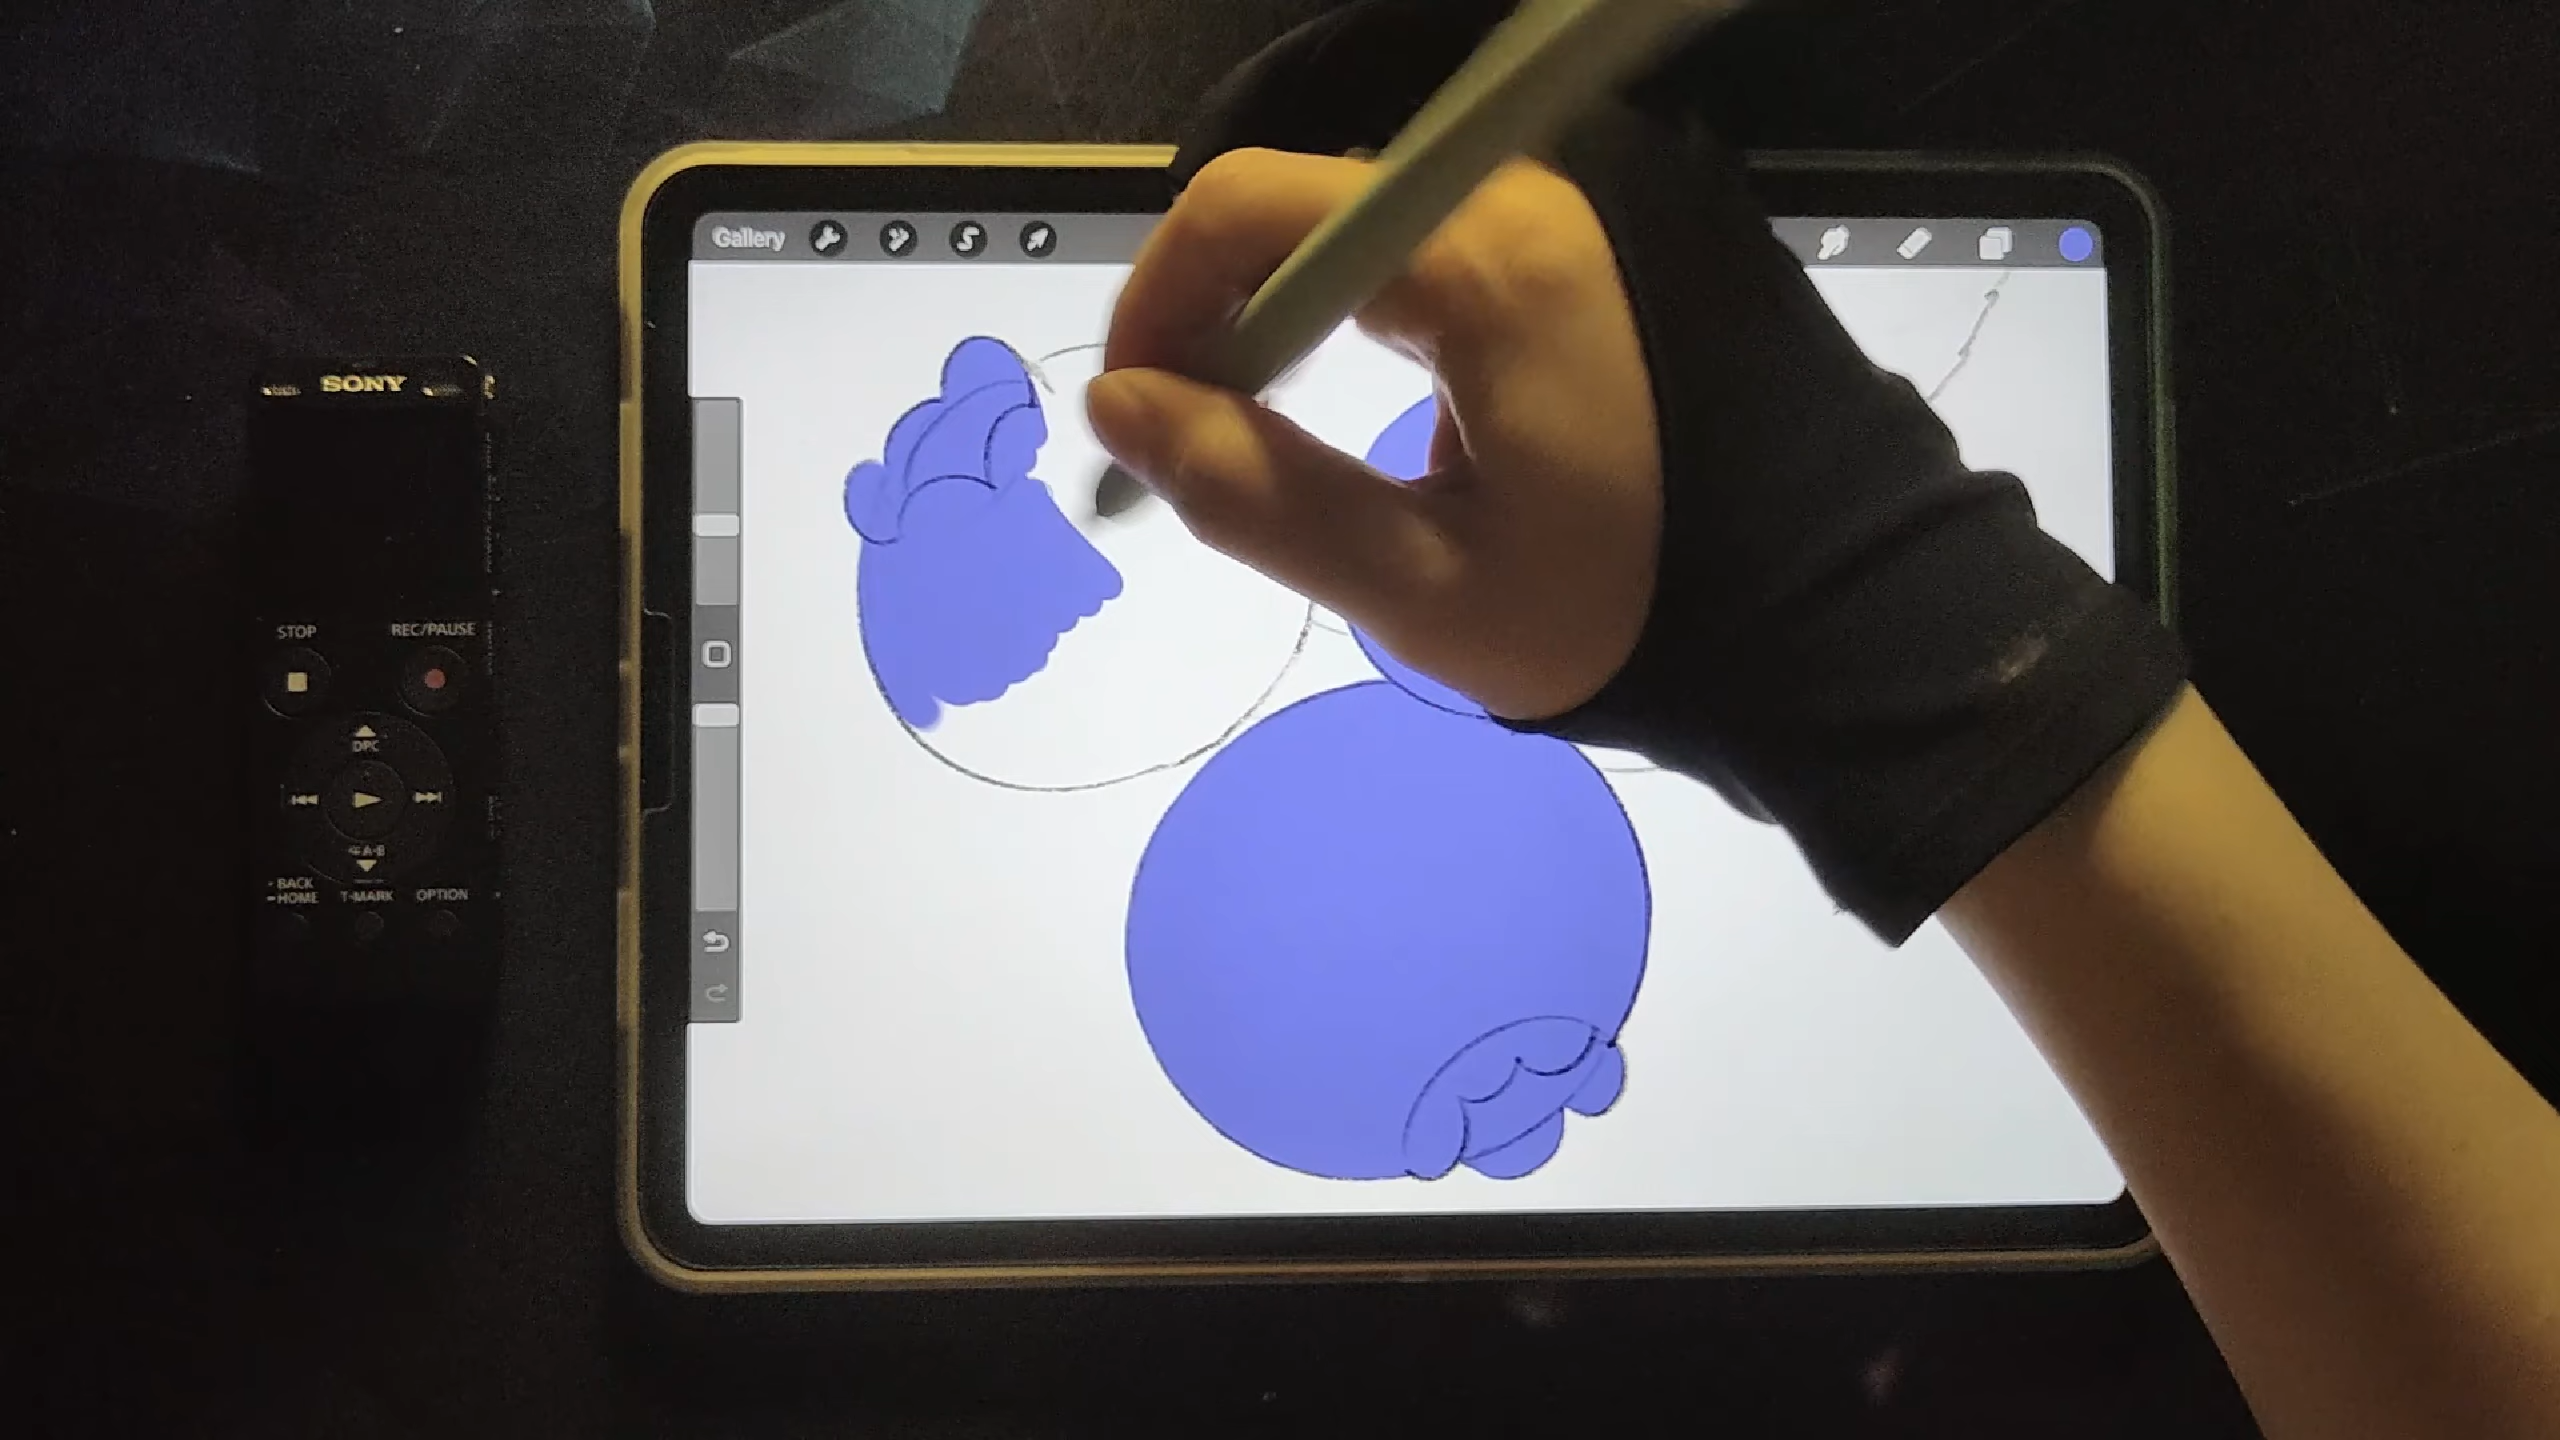 Gallery
SONY
STOP
REC/PAUSE
DPC
A-B
BACK
HOME
T-MARK
OPTION